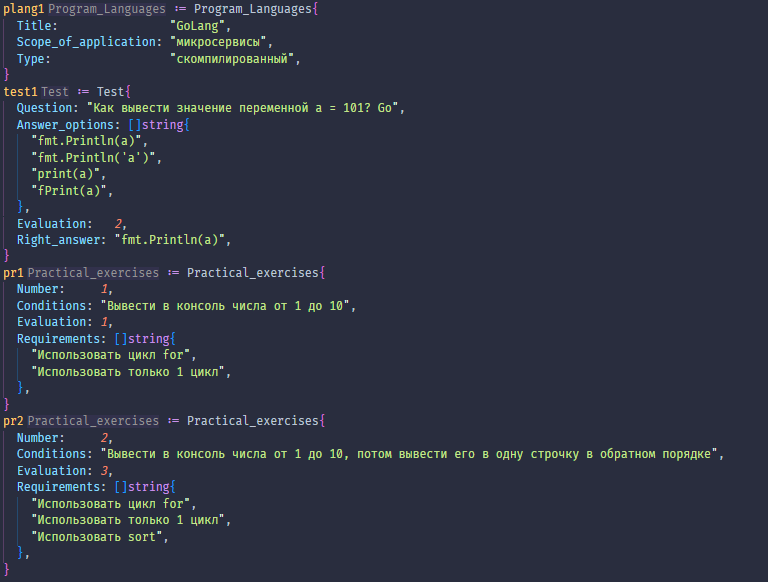 plang1 Program_Languages := Program_Languages{
  Title:                "GoLang",
  Scope_of_application: "микросервисы",
  Type:                 "скомпилированный",
}
test1 Test := Test{
  Question: "Как вывести значение переменной a = 101? Go",
  Answer_options: []string{
    "fmt.Println(a)",
    "fmt.Println('a')",
    "print(a)",
    "fPrint(a)",
  },
  Evaluation:   2,
  Right_answer: "fmt.Println(a)",
}
pr1 Practical_exercises := Practical_exercises{
  Number:     1,
  Conditions: "Вывести в консоль числа от 1 до 10",
  Evaluation: 1,
  Requirements: []string{
    "Использовать цикл for",
    "Использовать только 1 цикл",
  },
}
pr2 Practical_exercises := Practical_exercises{
  Number:     2,
  Conditions: "Вывести в консоль числа от 1 до 10, потом вывести его в одну строчку в обратном порядке",
  Evaluation: 3,
  Requirements: []string{
    "Использовать цикл for",
    "Использовать только 1 цикл",
    "Использовать sort",
  },
}